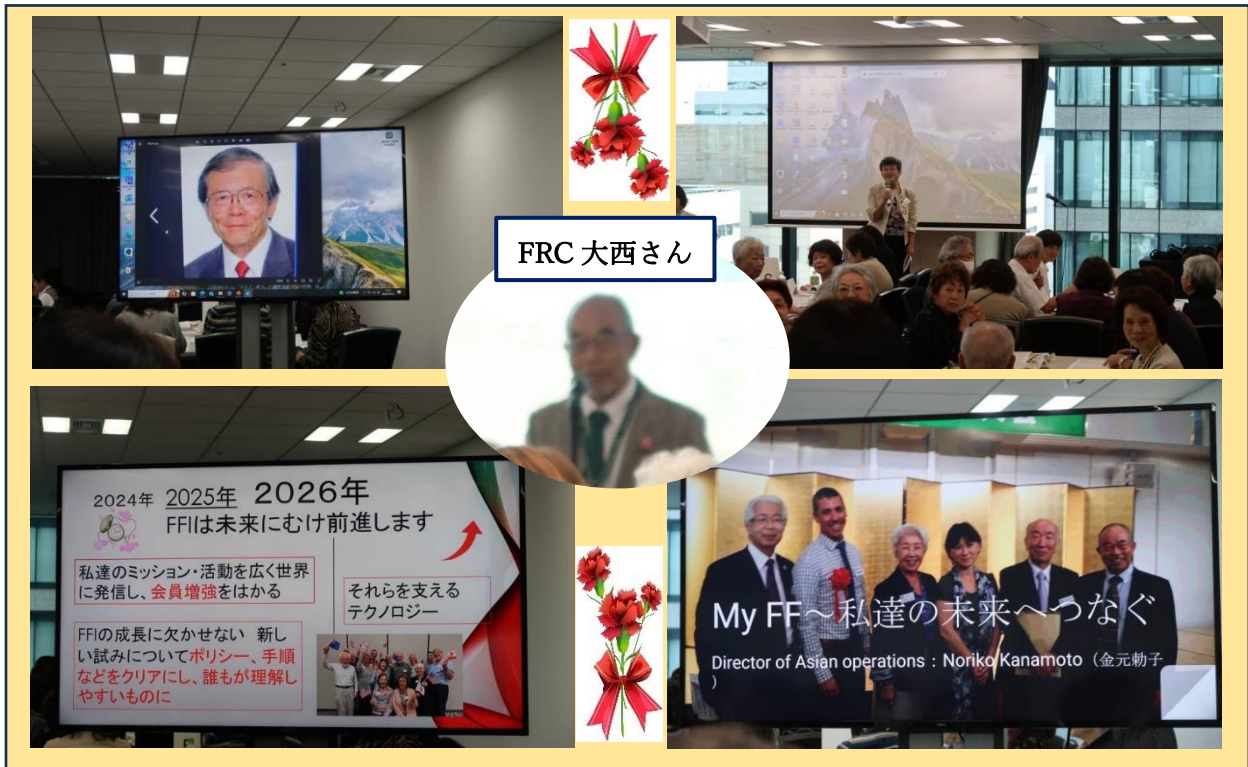 FRC 大西さん
2024年 2025年 2026年
FFIは未来にむけ前進します
私達のミッション・活動を広く世界
に発信し、会員増強をはかる
それらを支える
テクノロジー
FFIの成長に欠かせない 新し
い試みについてポリシー、手順
などをクリアにし、誰もが理解し
やすいものに
My FF～私達の未来へつなぐ
Director of Asian operations : Noriko Kanamoto（金元勅子
）